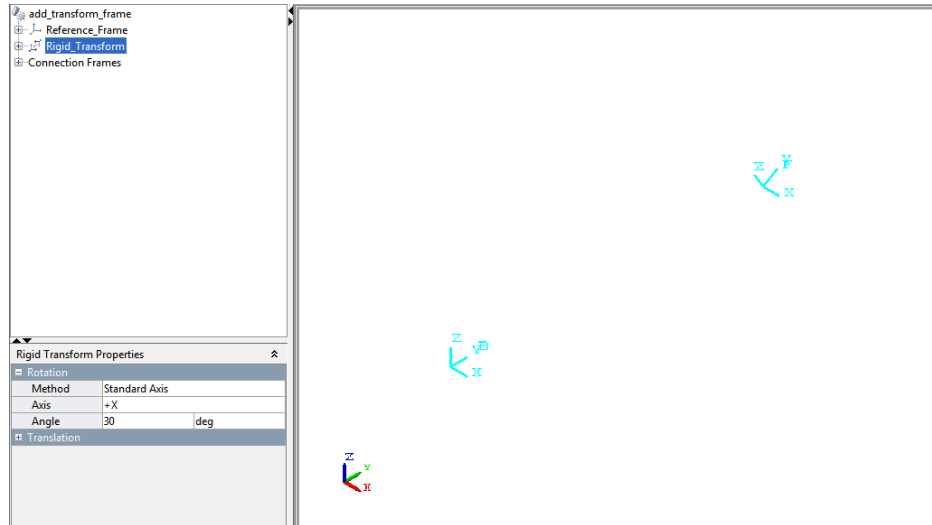 add_transform_frame
Reference_Frame
Rigid_Transform
Connection Frames
Rigid Transform Properties
Rotation
Method Standard Axis
Axis +X
Angle 30 deg
Translation
Z
F
X
Z
Y B
X
Z
Y
X